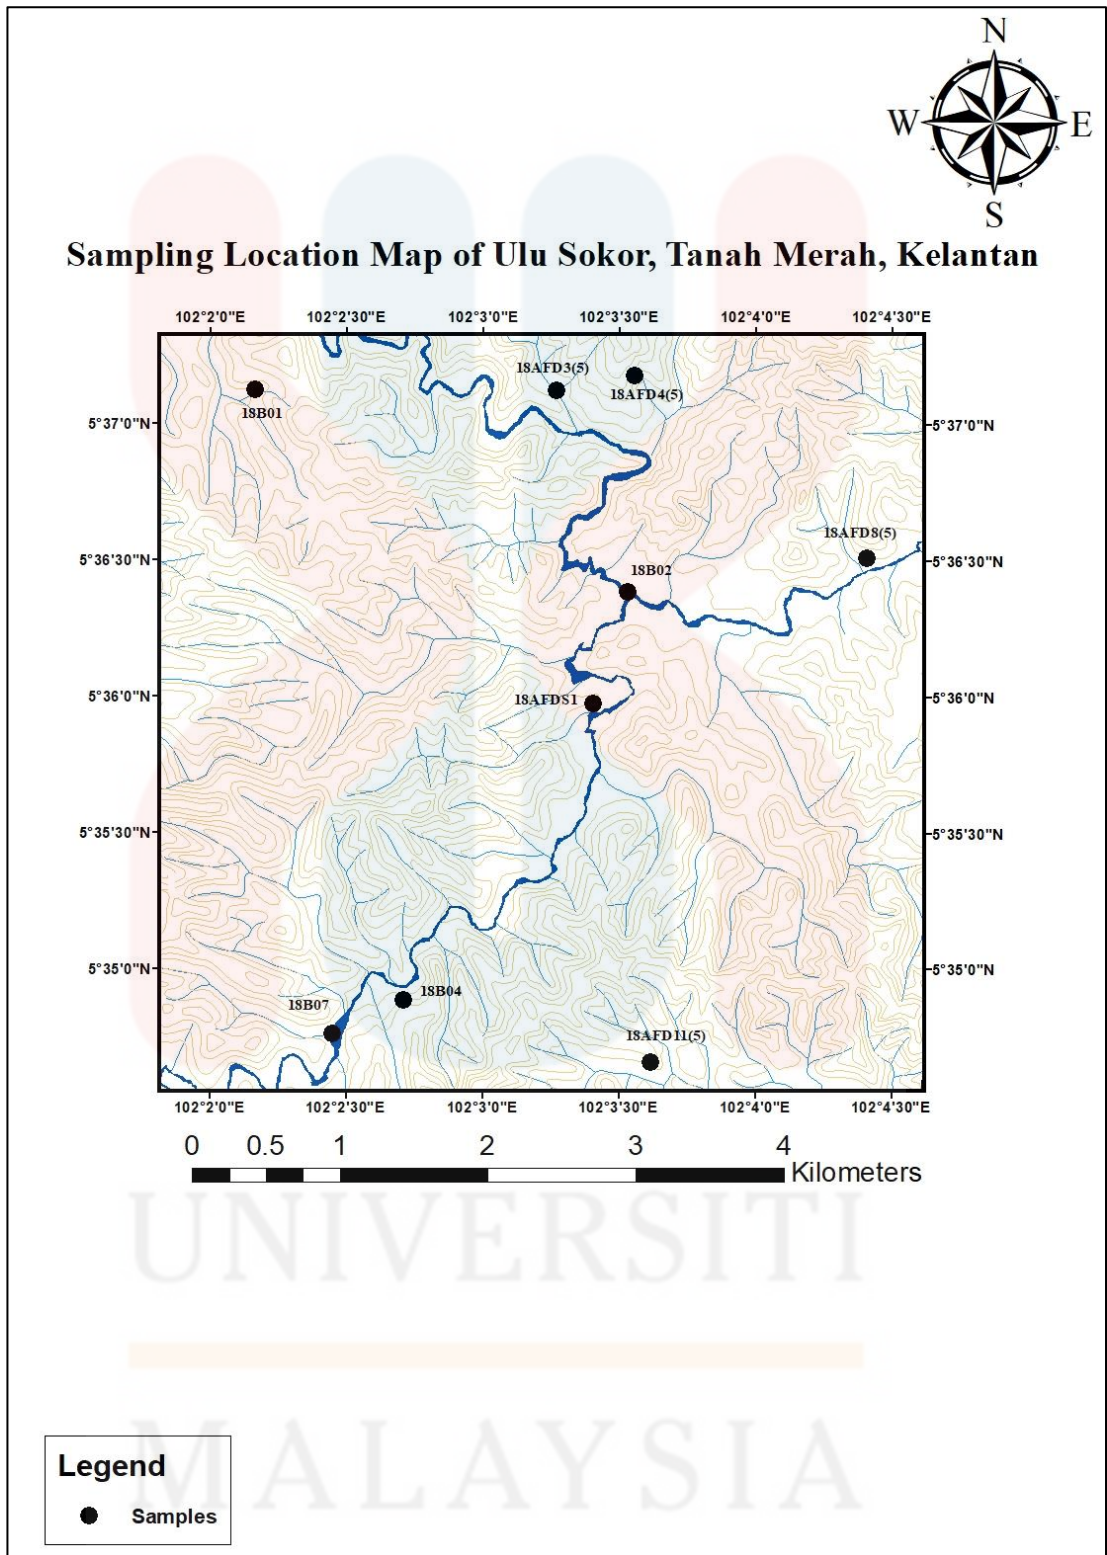 N
W E
S
Sampling Location Map of Ulu Sokor, Tanah Merah, Kelantan
102°2'0"E 102°2'30"E 102°3'0"E 102°3'30"E 102°4'0"E 102°4'30"E
18AFD3(5)
18AFD4(5)
18B01
5°37'0"N 5°37'0"N
18AFD8(5)
5°36'30"N 5°36'30"N
18B02
5°36'0"N 5°36'0"N
18AFDS1
5°35'30"N 5°35'30"N
5°35'0"N 5°35'0"N
18B04
18B07
18AFD11(5)
102°2'0"E 102°2'30"E 102°3'0"E 102°3'30"E 102°4'0"E 102°4'30"E
0 0.5 1 2 3 4
Kilometers
UNIVERSITI
MALAYSIA
Legend
Samples